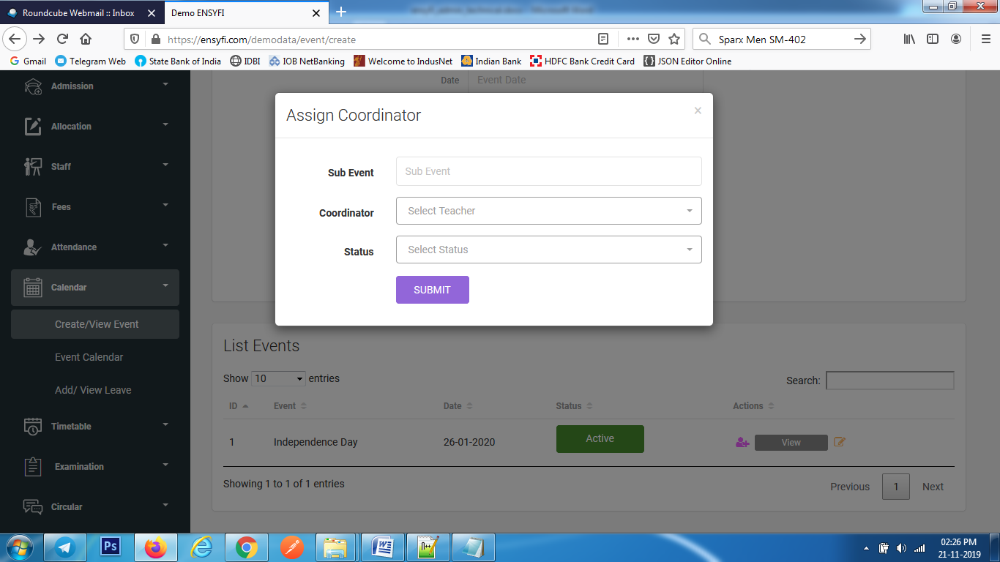 Roundcube Webmail :: Inbox
Demo ENSYFI
https://ensyfi.com/demodata/event/create
Sparx Men SM-402
Gmail
Telegram Web
State Bank of India
IDBI
IOB NetBanking
Welcome to IndusNet
Indian Bank
HDFC Bank Credit Card
JSON Editor Online
Admission
Allocation
Staff
Fees
Attendance
Calendar
Create/View Event
Event Calendar
Add/ View Leave
Timetable
Examination
Circular
Date
Event Date
Assign Coordinator
×
Sub Event
Sub Event
Coordinator
Select Teacher
Status
Select Status
SUBMIT
List Events
Show 10 entries
Search:
ID Event Date Status Actions
1 Independence Day 26-01-2020 Active View
Showing 1 to 1 of 1 entries
Previous 1 Next
Ps
W
02:26 PM
21-11-2019